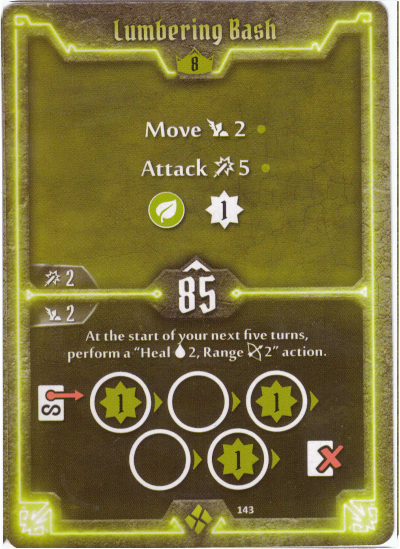 Lumbering Bash
8
Move 2
Attack 5
1
2
85
2
At the start of your next five turns,
perform a “Heal 2, Range 2” action.
S 1 1
1
143